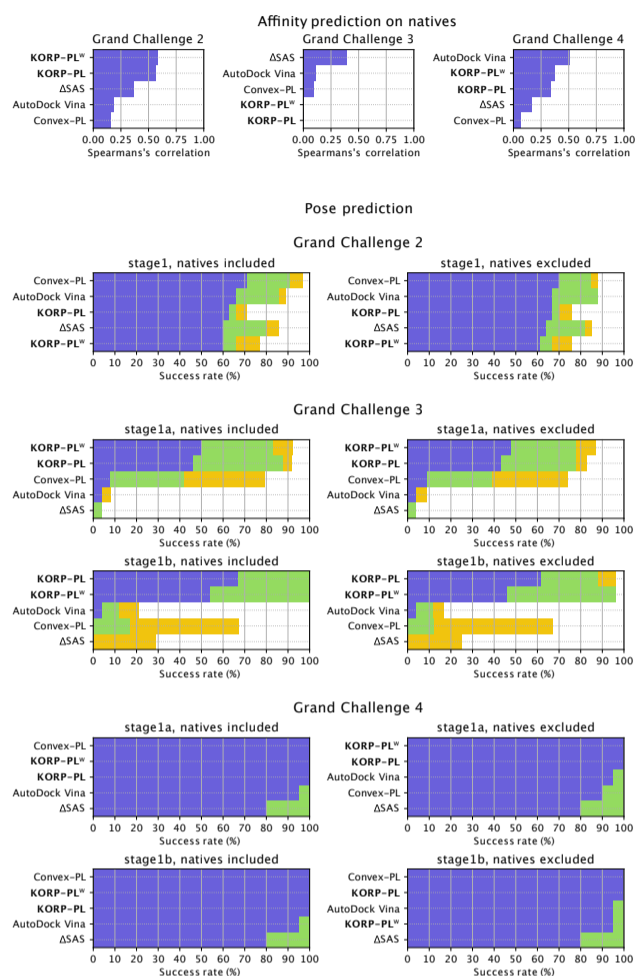 Affinity prediction on natives
Grand Challenge 2
KORP-PLᵂ
KORP-PL
ΔSAS
AutoDock Vina
Convex-PL
0.00 0.25 0.50 0.75 1.00
Spearmans's correlation
Grand Challenge 3
ΔSAS
AutoDock Vina
Convex-PL
KORP-PLᵂ
KORP-PL
0.00 0.25 0.50 0.75 1.00
Spearmans's correlation
Grand Challenge 4
AutoDock Vina
KORP-PLᵂ
KORP-PL
ΔSAS
Convex-PL
0.00 0.25 0.50 0.75 1.00
Spearmans's correlation
Pose prediction
Grand Challenge 2
stage1, natives included
Convex-PL
AutoDock Vina
KORP-PL
ΔSAS
KORP-PLᵂ
0 10 20 30 40 50 60 70 80 90 100
Success rate (%)
stage1, natives excluded
Convex-PL
AutoDock Vina
KORP-PL
ΔSAS
KORP-PLᵂ
0 10 20 30 40 50 60 70 80 90 100
Success rate (%)
Grand Challenge 3
stage1a, natives included
KORP-PLᵂ
KORP-PL
Convex-PL
AutoDock Vina
ΔSAS
0 10 20 30 40 50 60 70 80 90 100
Success rate (%)
stage1a, natives excluded
KORP-PLᵂ
KORP-PL
Convex-PL
AutoDock Vina
ΔSAS
0 10 20 30 40 50 60 70 80 90 100
Success rate (%)
stage1b, natives included
KORP-PL
KORP-PLᵂ
AutoDock Vina
Convex-PL
ΔSAS
0 10 20 30 40 50 60 70 80 90 100
Success rate (%)
stage1b, natives excluded
KORP-PL
KORP-PLᵂ
AutoDock Vina
Convex-PL
ΔSAS
0 10 20 30 40 50 60 70 80 90 100
Success rate (%)
Grand Challenge 4
stage1a, natives included
Convex-PL
KORP-PLᵂ
KORP-PL
AutoDock Vina
ΔSAS
0 10 20 30 40 50 60 70 80 90 100
Success rate (%)
stage1a, natives excluded
KORP-PLᵂ
KORP-PL
AutoDock Vina
Convex-PL
ΔSAS
0 10 20 30 40 50 60 70 80 90 100
Success rate (%)
stage1b, natives included
Convex-PL
KORP-PLᵂ
KORP-PL
AutoDock Vina
ΔSAS
0 10 20 30 40 50 60 70 80 90 100
Success rate (%)
stage1b, natives excluded
Convex-PL
KORP-PL
AutoDock Vina
KORP-PLᵂ
ΔSAS
0 10 20 30 40 50 60 70 80 90 100
Success rate (%)